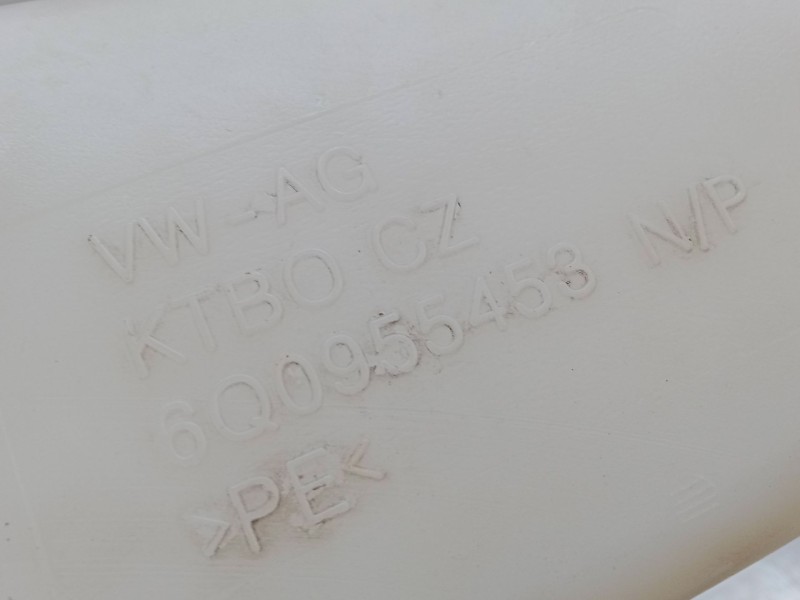 VW-AG
KTBO CZ
6Q0955453 N/P
>PE<